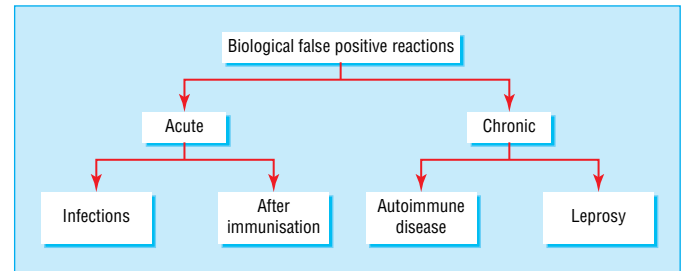 Biological false positive reactions
Acute
Chronic
Infections
After
immunisation
Autoimmune
disease
Leprosy